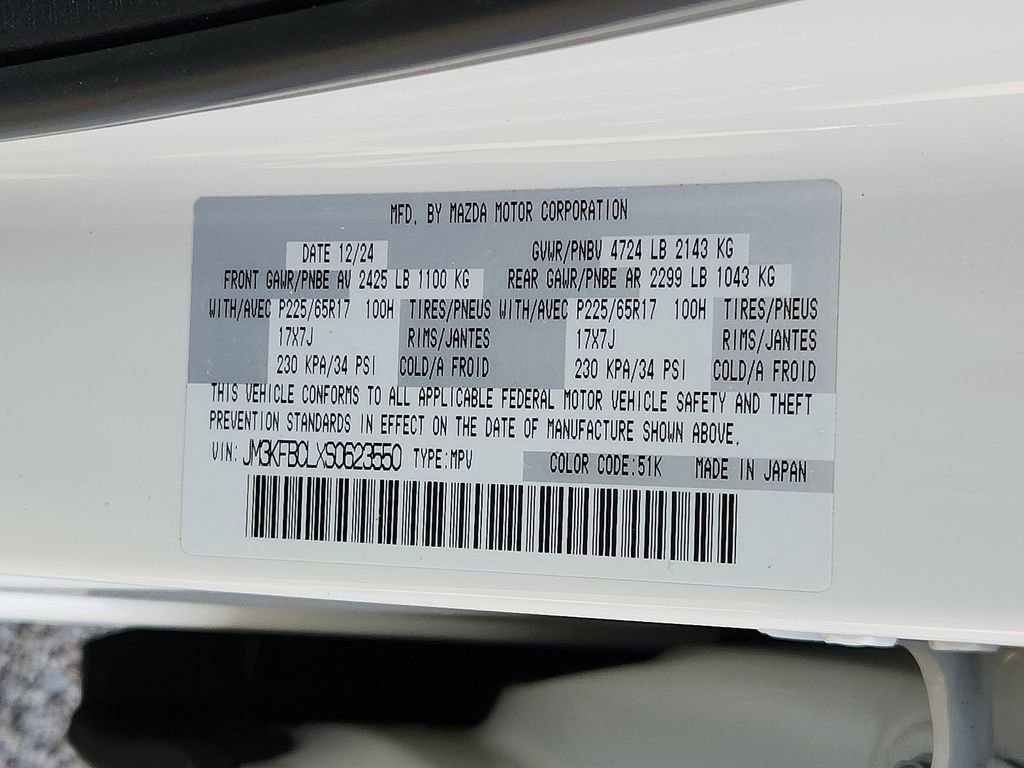 MFD. BY MAZDA MOTOR CORPORATION
DATE 12/24 GVWR/PNBV 4724 LB 2143 KG
FRONT GAWR/PNBE AV 2425 LB 1100 KG REAR GAWR/PNBE AR 2299 LB 1043 KG
WITH/AVEC P225/65R17 100H TIRES/PNEUS WITH/AVEC P225/65R17 100H TIRES/PNEUS
17X7J RIMS/JANTES 17X7J RIMS/JANTES
230 KPA/34 PSI COLD/A FROID 230 KPA/34 PSI COLD/A FROID
THIS VEHICLE CONFORMS TO ALL APPLICABLE FEDERAL MOTOR VEHICLE SAFETY AND THEFT
PREVENTION STANDARDS IN EFFECT ON THE DATE OF MANUFACTURE SHOWN ABOVE.
VIN: JM3KFBCLXS0623550 TYPE:MPV COLOR CODE:51K MADE IN JAPAN